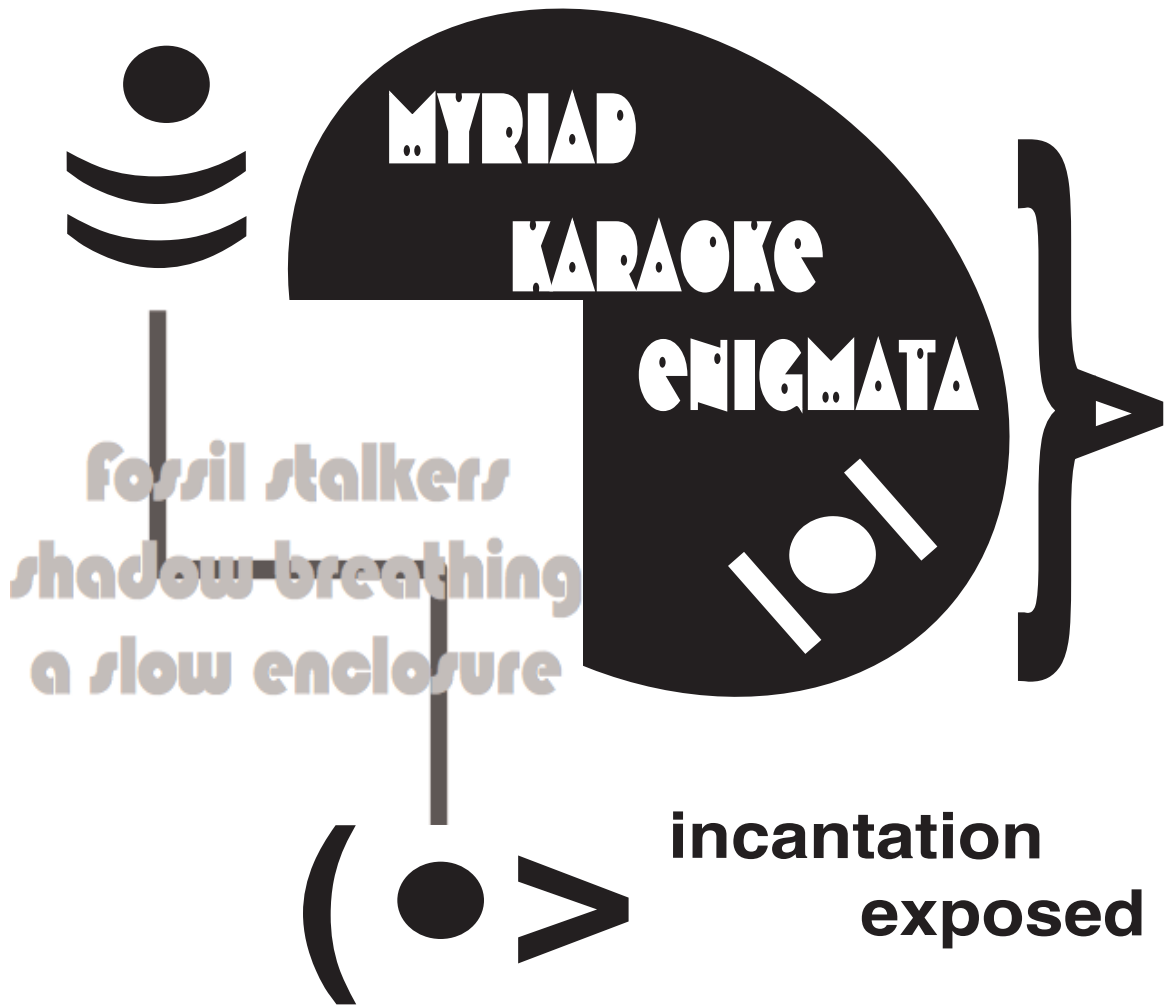 MYRIAD
KARAOKE
ENIGMATA
fossil stalkers
shadow breathing
a slow enclosure
incantation
exposed